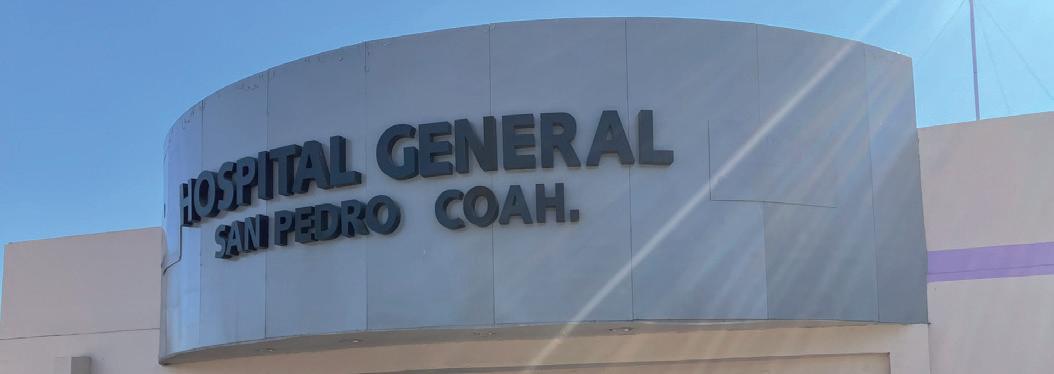 HOSPITAL GENERAL
SAN PEDRO COAH.